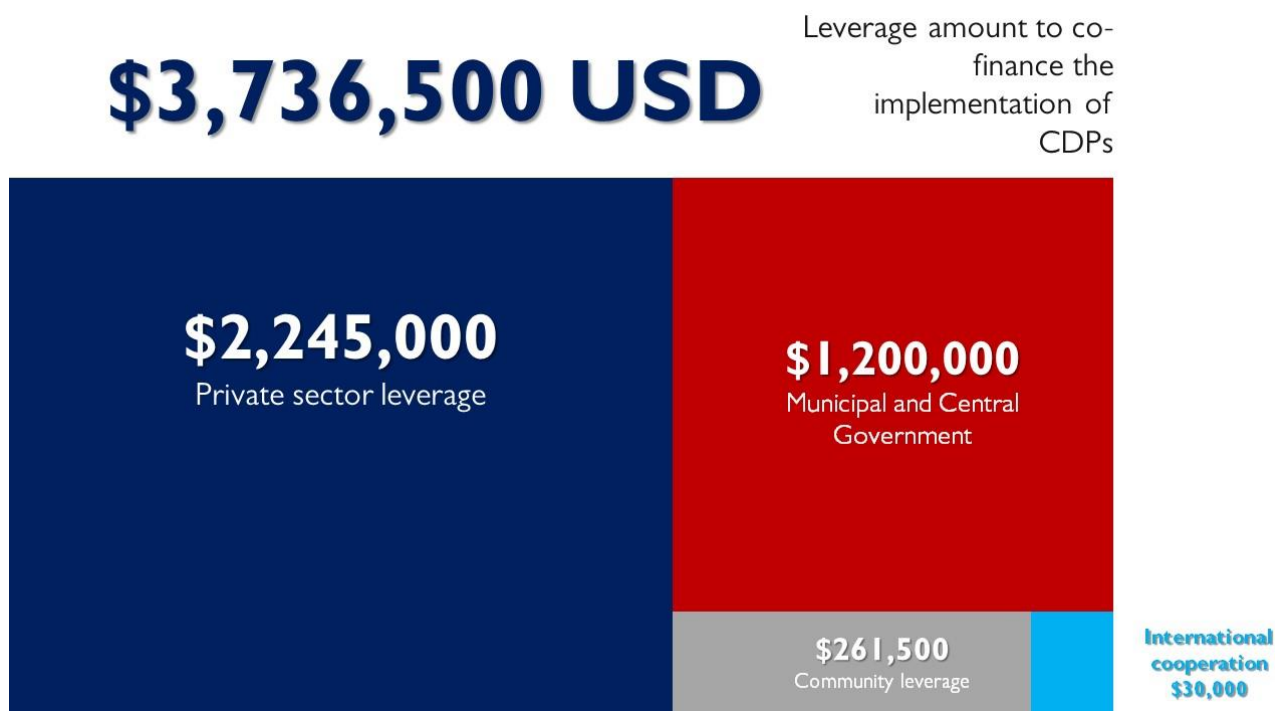 $3,736,500 USD
Leverage amount to co-
finance the
implementation of
CDPs
$2,245,000
Private sector leverage
$1,200,000
Municipal and Central
Government
$261,500
Community leverage
International
cooperation
$30,000